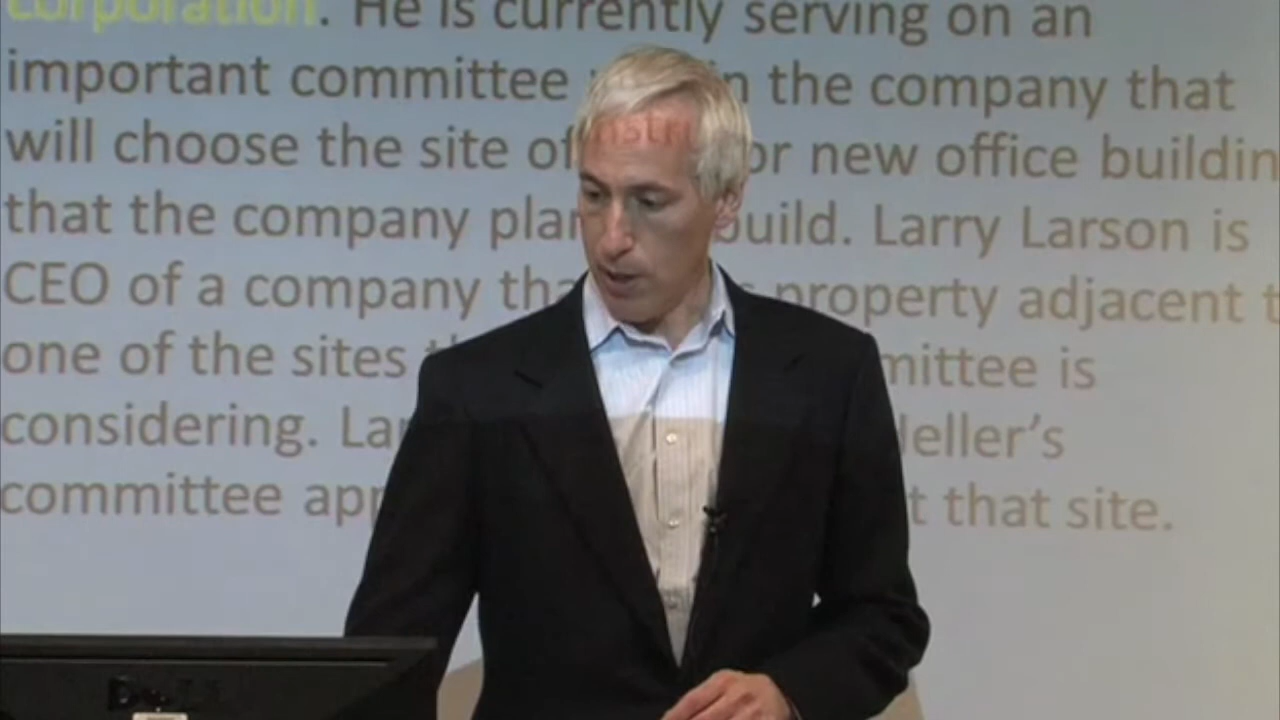 corporation. He is currently serving on an
important committee in the company that
will choose the site of or new office buildin
that the company plan build. Larry Larson is
CEO of a company tha property adjacent t
one of the sites th mittee is
considering. Lar eller's
committee app t that site.